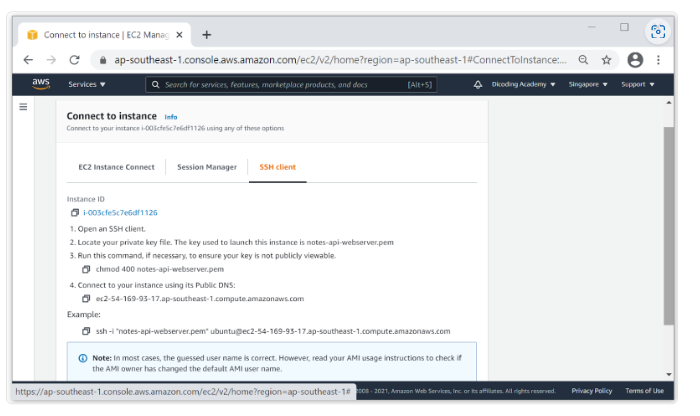 Connect to instance | EC2 Manag
ap-southeast-1.console.aws.amazon.com/ec2/v2/home?region=ap-southeast-1#ConnectToInstance:...
aws Services Search for services, features, marketplace products, and docs [Alt+S] Dicoding Academy Singapore Support
Connect to instance Info
Connect to your instance i-003cfe5c7e6df1126 using any of these options
EC2 Instance Connect Session Manager SSH client
Instance ID
i-003cfe5c7e6df1126
1. Open an SSH client.
2. Locate your private key file. The key used to launch this instance is notes-api-webserver.pem
3. Run this command, if necessary, to ensure your key is not publicly viewable.
chmod 400 notes-api-webserver.pem
4. Connect to your instance using its Public DNS:
ec2-54-169-93-17.ap-southeast-1.compute.amazonaws.com
Example:
ssh -i "notes-api-webserver.pem" ubuntu@ec2-54-169-93-17.ap-southeast-1.compute.amazonaws.com
Note: In most cases, the guessed user name is correct. However, read your AMI usage instructions to check if
the AMI owner has changed the default AMI user name.
https://ap-southeast-1.console.aws.amazon.com/ec2/v2/home?region=ap-southeast-1# 2008 - 2021, Amazon Web Services, Inc. or its affiliates. All rights reserved. Privacy Policy Terms of Use